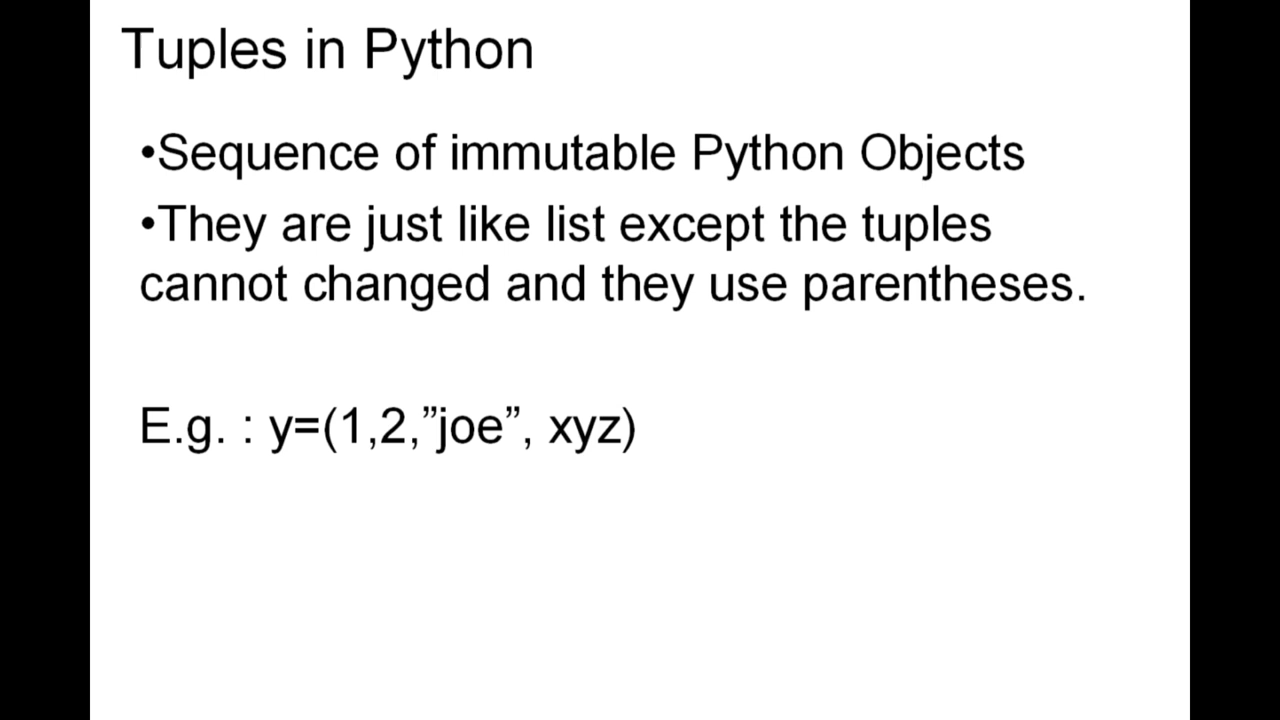 Tuples in Python
•Sequence of immutable Python Objects
•They are just like list except the tuples
cannot changed and they use parentheses.
E.g. : y=(1,2,”joe”, xyz)